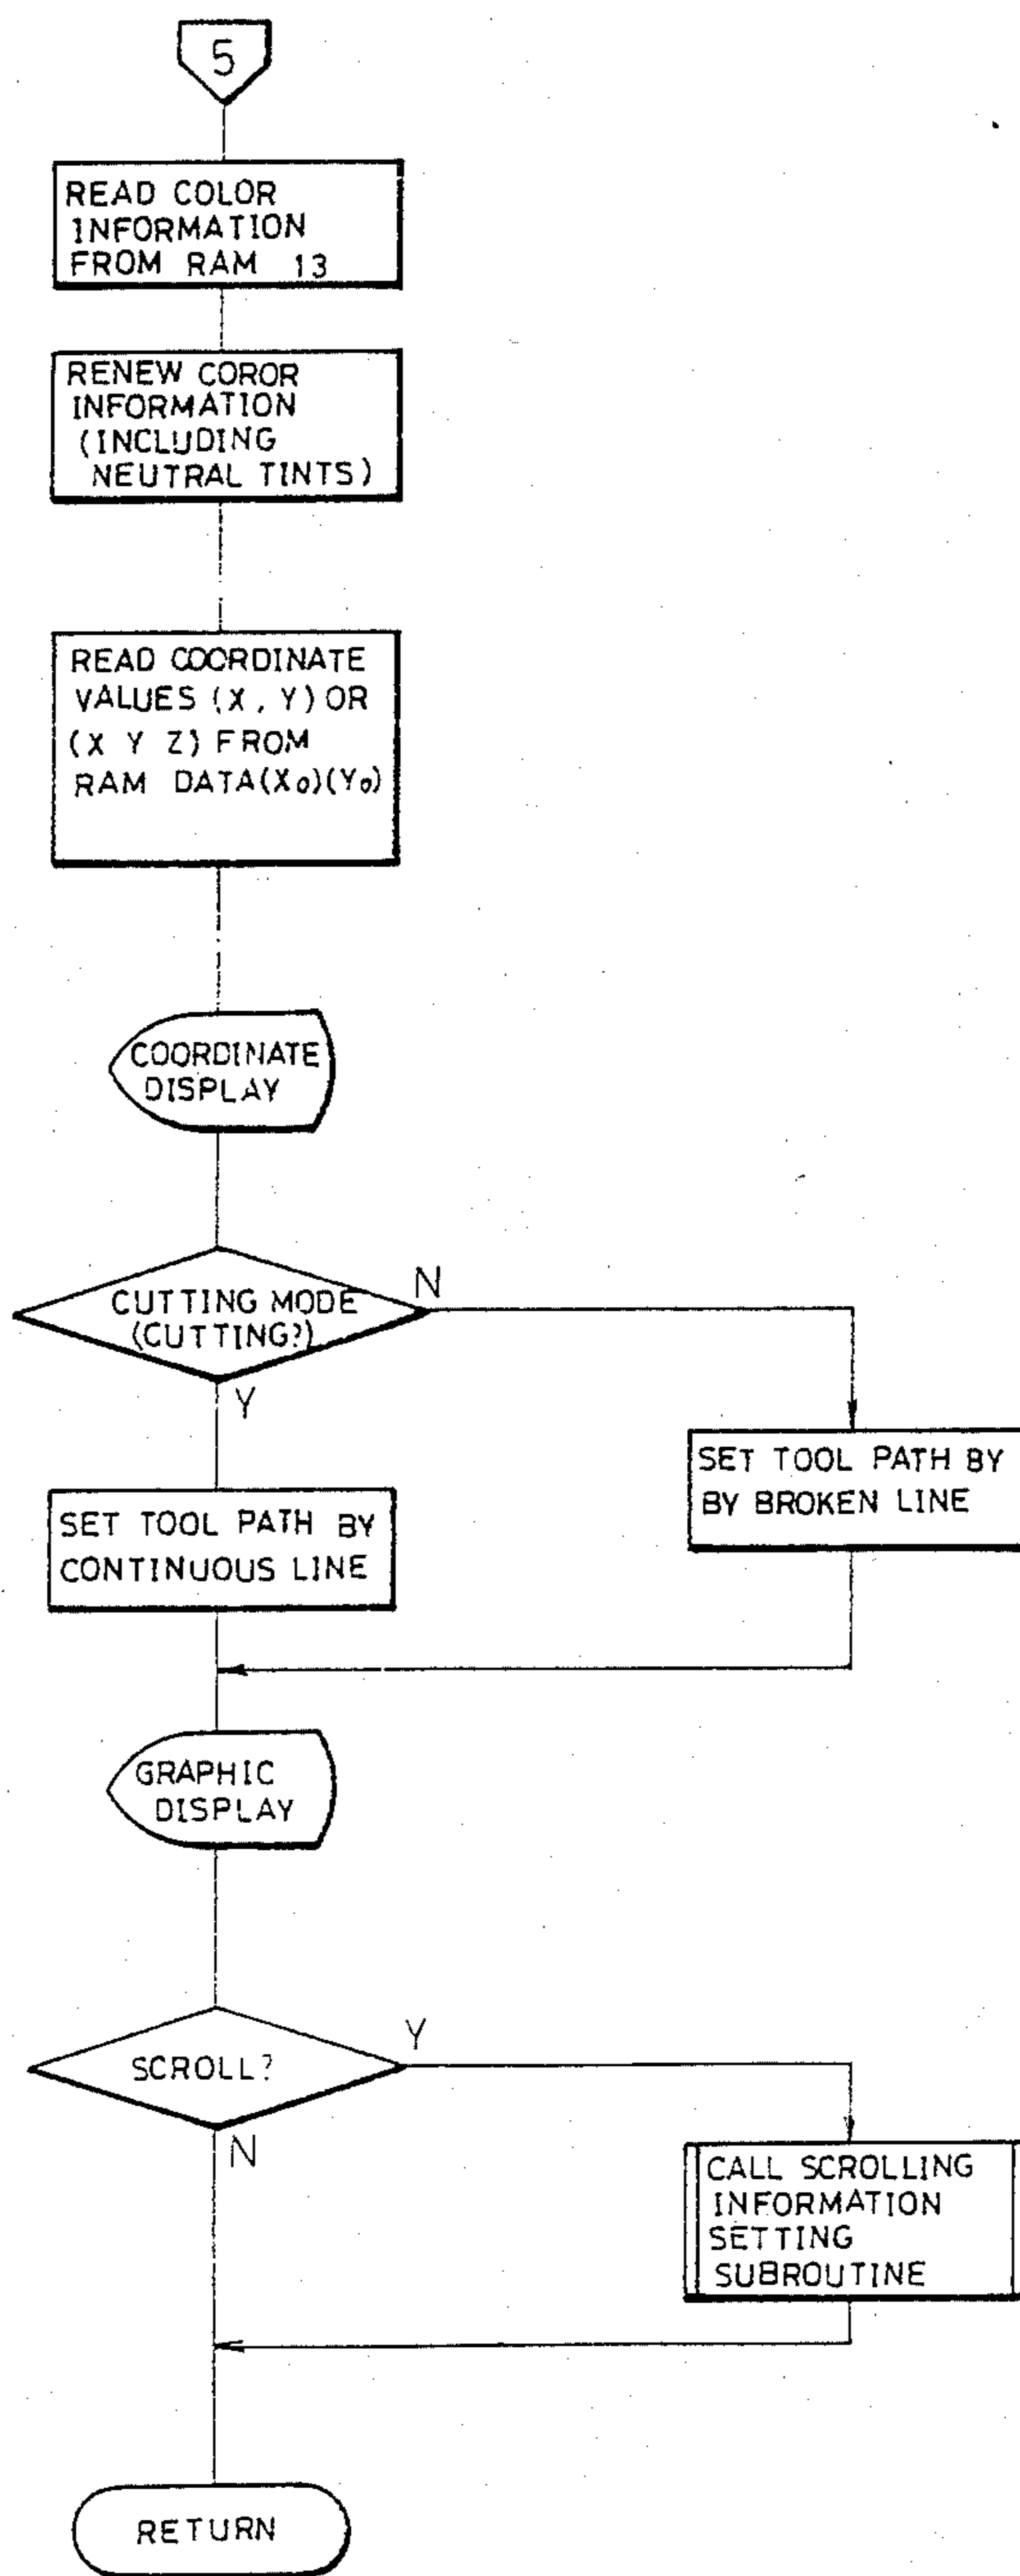 5
READ COLOR
INFORMATION
FROM RAM 13
RENEW COROR
INFORMATION
(INCLUDING
NEUTRAL TINTS)
READ COORDINATE
VALUES (X, Y) OR
(X Y Z) FROM
RAM DATA(X0)(Y0)
COORDINATE
DISPLAY
CUTTING MODE
(CUTTING?)
N
Y
SET TOOL PATH BY
BY BROKEN LINE
SET TOOL PATH BY
CONTINUOUS LINE
GRAPHIC
DISPLAY
SCROLL?
Y
N
CALL SCROLLING
INFORMATION
SETTING
SUBROUTINE
RETURN